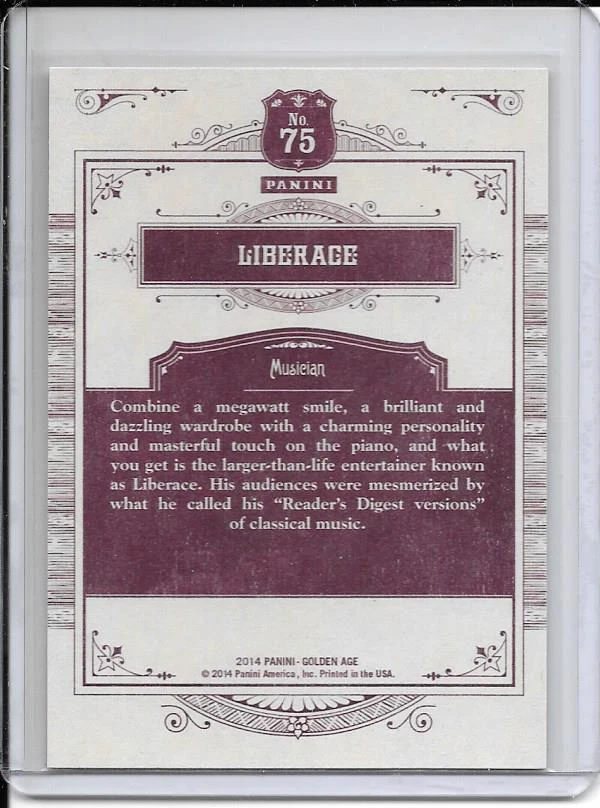 No.
75
PANINI
LIBERACE
Musician
Combine a megawatt smile, a brilliant and
dazzling wardrobe with a charming personality
and masterful touch on the piano, and what
you get is the larger-than-life entertainer known
as Liberace. His audiences were mesmerized by
what he called his “Reader’s Digest versions”
of classical music.
2014 PANINI - GOLDEN AGE
© 2014 Panini America, Inc. Printed in the USA.